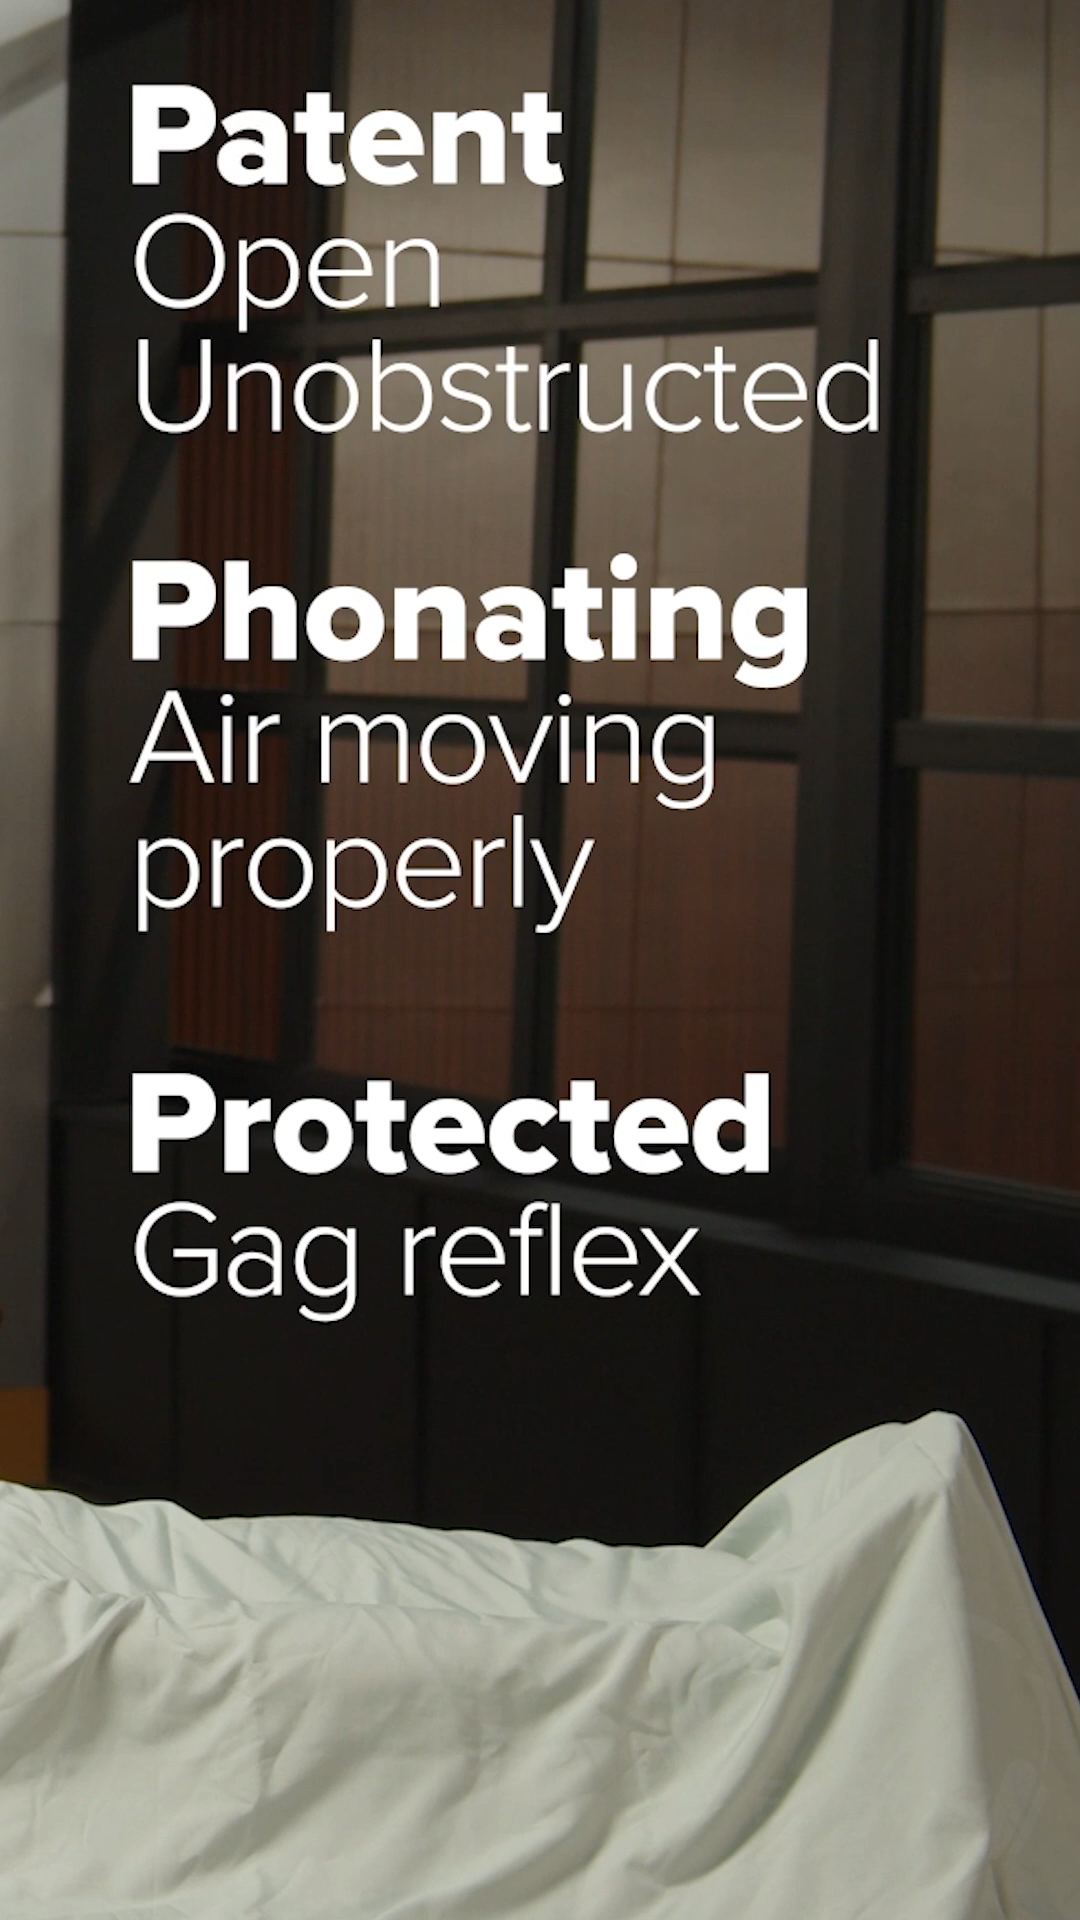 Patent
Open
Unobstructed
Phonating
Air moving
properly
Protected
Gag reflex